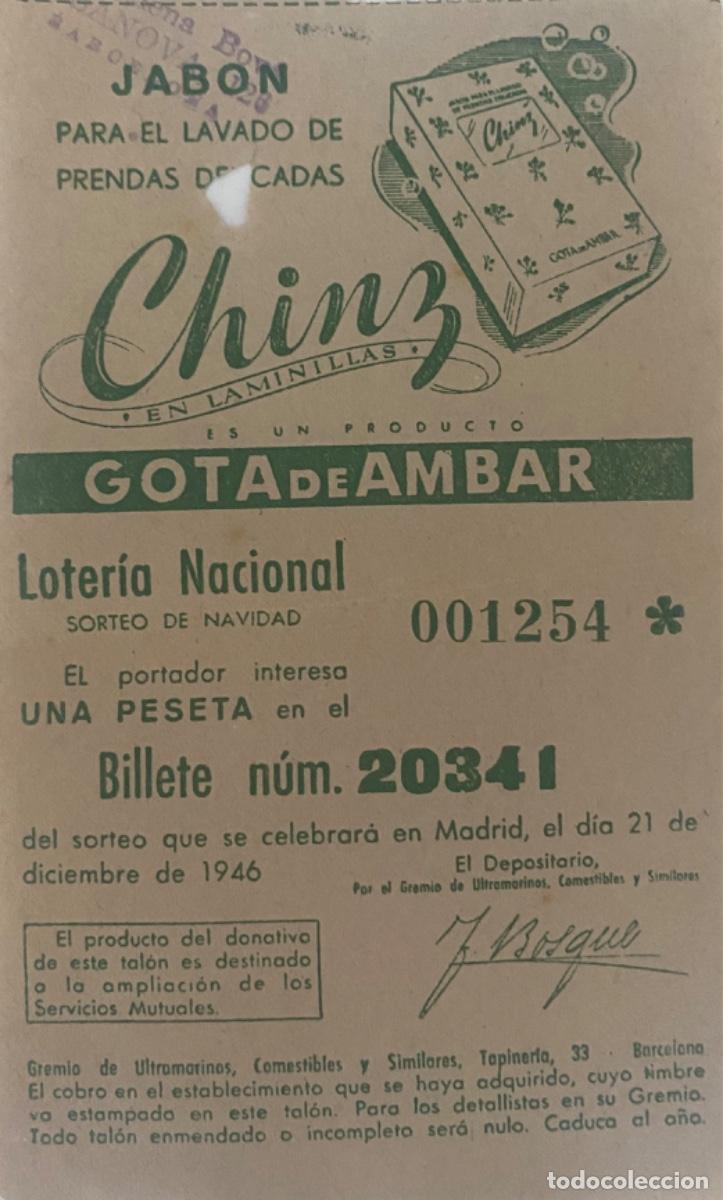 JABON
PARA EL LAVADO DE
PRENDAS DE CADAS
Chinz
EN LAMINILLAS
Chinz
GOTA DE AMBAR
ES UN PRODUCTO
GOTA DE AMBAR
Lotería Nacional
SORTEO DE NAVIDAD
001254 *
EL portador interesa
UNA PESETA en el
Billete núm. 20341
del sorteo que se celebrará en Madrid, el día 21 de
diciembre de 1946
El Depositario,
Por el Gremio de Ultramarinos, Comestibles y Similares
J. Bosque
El producto del donativo
de este talón es destinado
a la ampliación de los
Servicios Mutuales.
Gremio de Ultramarinos, Comestibles y Similares, Tapinería, 33 - Barcelona
El cobro en el establecimiento que se haya adquirido, cuyo timbre
va estampado en este talón. Para los detallistas en su Gremio.
Todo talón enmendado o incompleto será nulo. Caduca al año.
todocoleccion